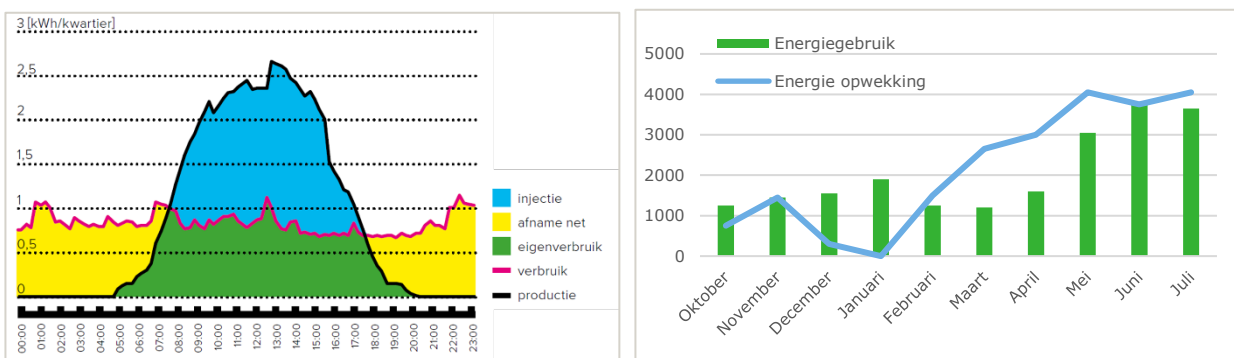 3 [kWh/kwartier]
2,5
2
1,5
1
0,5
0
00:00
01:00
02:00
03:00
04:00
05:00
06:00
07:00
08:00
09:00
10:00
11:00
12:00
13:00
14:00
15:00
16:00
17:00
18:00
19:00
20:00
21:00
22:00
23:00
injectie
afname net
eigenverbruik
verbruik
productie
Energiegebruik
Energie opwekking
5000
4000
3000
2000
1000
0
Oktober
November
December
Januari
Februari
Maart
April
Mei
Juni
Juli